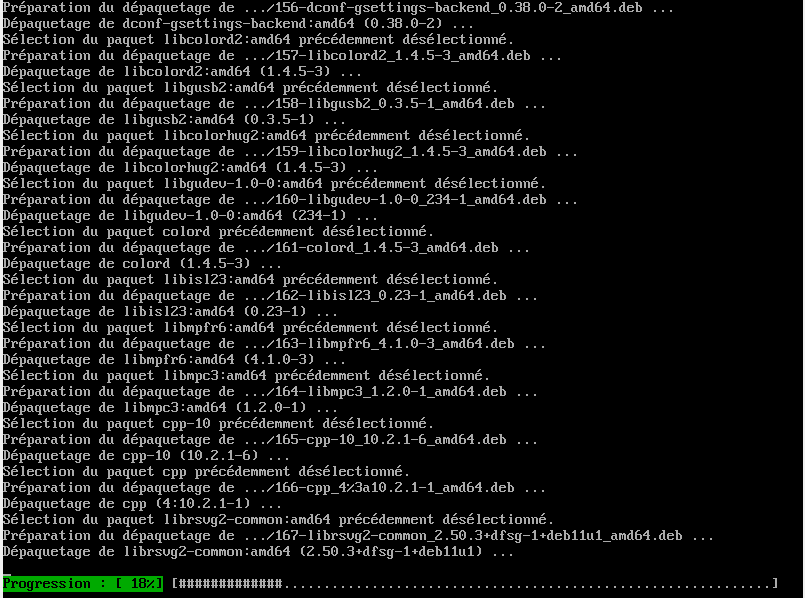 Préparation du dépaquetage de .../156-dconf-gsettings-backend_0.38.0-2_amd64.deb ...
Dépaquetage de dconf-gsettings-backend:amd64 (0.38.0-2) ...
Sélection du paquet libcolord2:amd64 précédemment désélectionné.
Préparation du dépaquetage de .../157-libcolord2_1.4.5-3_amd64.deb ...
Dépaquetage de libcolord2:amd64 (1.4.5-3) ...
Sélection du paquet libgusb2:amd64 précédemment désélectionné.
Préparation du dépaquetage de .../158-libgusb2_0.3.5-1_amd64.deb ...
Dépaquetage de libgusb2:amd64 (0.3.5-1) ...
Sélection du paquet libcolorhug2:amd64 précédemment désélectionné.
Préparation du dépaquetage de .../159-libcolorhug2_1.4.5-3_amd64.deb ...
Dépaquetage de libcolorhug2:amd64 (1.4.5-3) ...
Sélection du paquet libgudev-1.0-0:amd64 précédemment désélectionné.
Préparation du dépaquetage de .../160-libgudev-1.0-0_234-1_amd64.deb ...
Dépaquetage de libgudev-1.0-0:amd64 (234-1) ...
Sélection du paquet colord précédemment désélectionné.
Préparation du dépaquetage de .../161-colord_1.4.5-3_amd64.deb ...
Dépaquetage de colord (1.4.5-3) ...
Sélection du paquet libisl23:amd64 précédemment désélectionné.
Préparation du dépaquetage de .../162-libisl23_0.23-1_amd64.deb ...
Dépaquetage de libisl23:amd64 (0.23-1) ...
Sélection du paquet libmpfr6:amd64 précédemment désélectionné.
Préparation du dépaquetage de .../163-libmpfr6_4.1.0-3_amd64.deb ...
Dépaquetage de libmpfr6:amd64 (4.1.0-3) ...
Sélection du paquet libmpc3:amd64 précédemment désélectionné.
Préparation du dépaquetage de .../164-libmpc3_1.2.0-1_amd64.deb ...
Dépaquetage de libmpc3:amd64 (1.2.0-1) ...
Sélection du paquet cpp-10 précédemment désélectionné.
Préparation du dépaquetage de .../165-cpp-10_10.2.1-6_amd64.deb ...
Dépaquetage de cpp-10 (10.2.1-6) ...
Sélection du paquet cpp précédemment désélectionné.
Préparation du dépaquetage de .../166-cpp_4%3a10.2.1-1_amd64.deb ...
Dépaquetage de cpp (4:10.2.1-1) ...
Sélection du paquet librsvg2-common:amd64 précédemment désélectionné.
Préparation du dépaquetage de .../167-librsvg2-common_2.50.3+dfsg-1+deb11u1_amd64.deb ...
Dépaquetage de librsvg2-common:amd64 (2.50.3+dfsg-1+deb11u1) ...
Progression : [ 18%] [#############.............................................................]